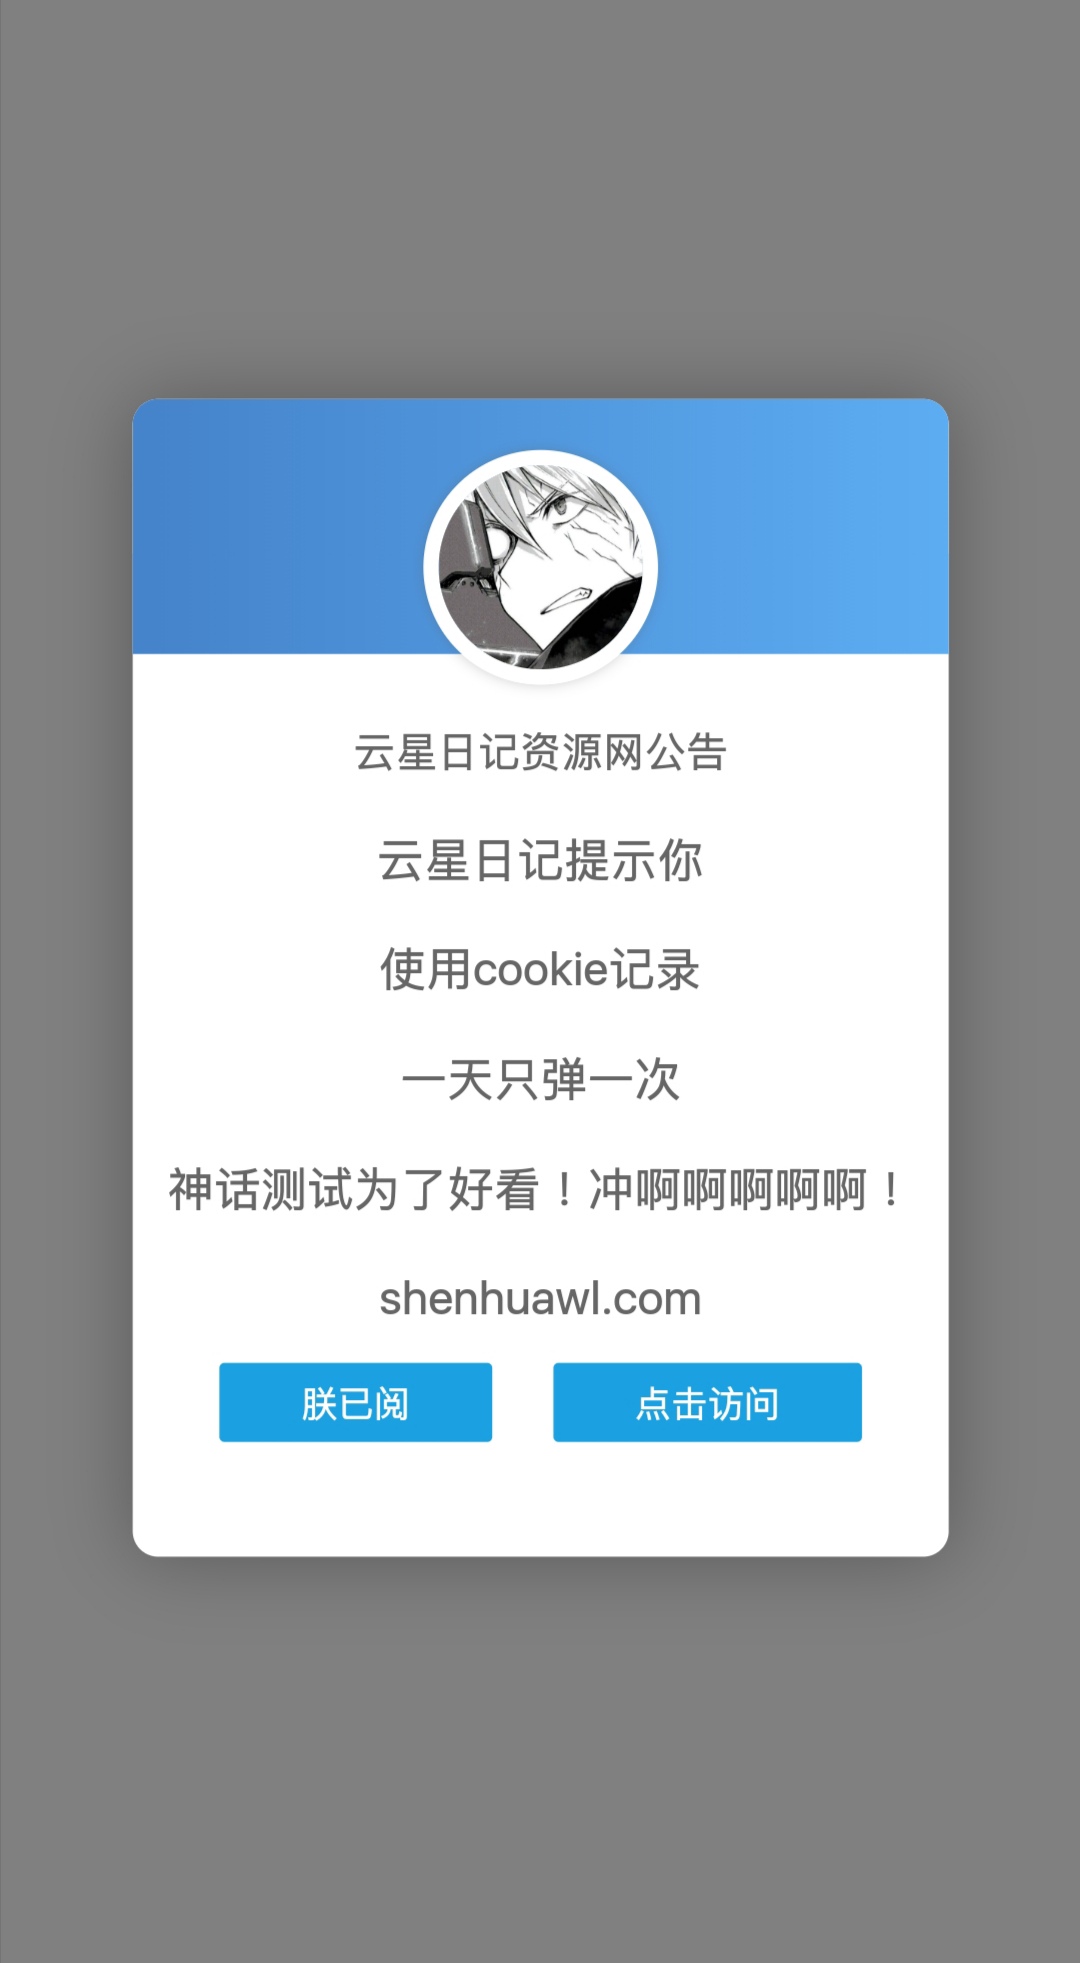 云星日记资源网公告
云星日记提示你
使用cookie记录
一天只弹一次
神话测试为了好看！冲啊啊啊啊啊！
shenhuawl.com
朕已阅
点击访问